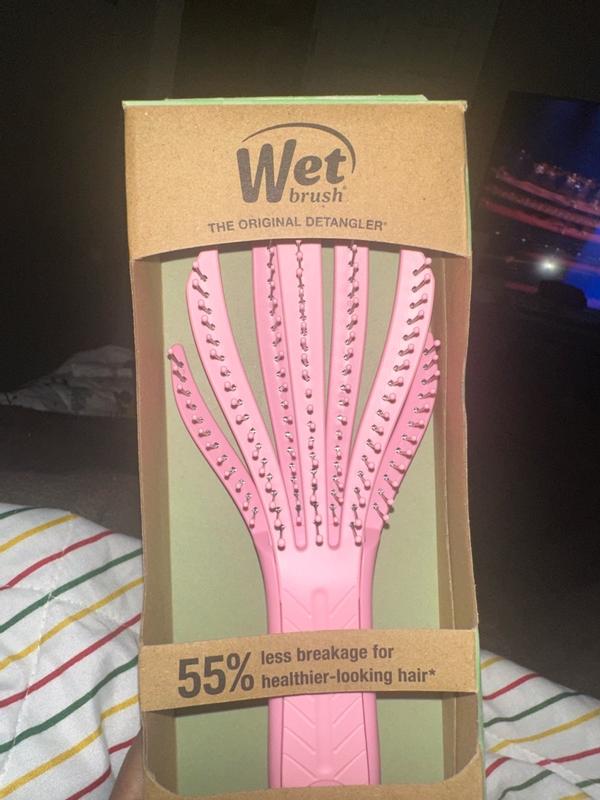 Wet
brush®
THE ORIGINAL DETANGLER®
55% less breakage for
healthier-looking hair*